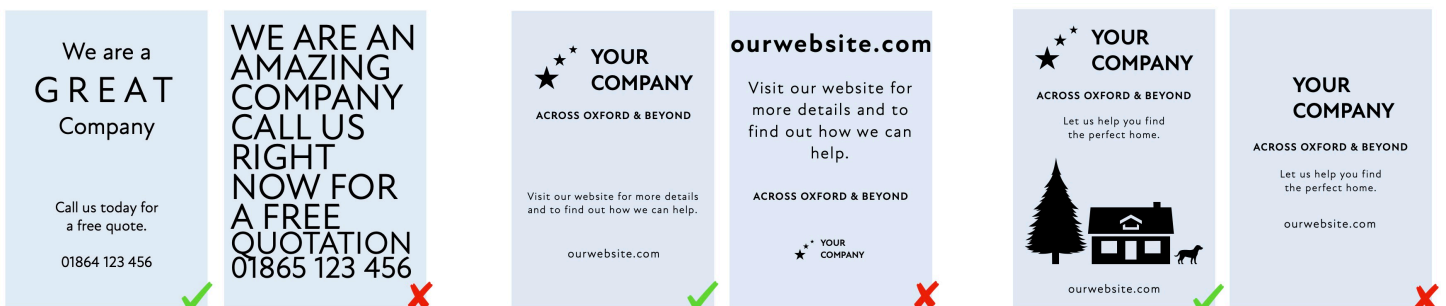 We are a
GREAT
Company
Call us today for
a free quote.
01864 123 456
WE ARE AN
AMAZING
COMPANY
CALL US
RIGHT
NOW FOR
A FREE
QUOTATION
01865 123 456
YOUR
COMPANY
ACROSS OXFORD & BEYOND
Visit our website for more details
and to find out how we can help.
ourwebsite.com
ourwebsite.com
Visit our website for
more details and to
find out how we can
help.
ACROSS OXFORD & BEYOND
YOUR
COMPANY
YOUR
COMPANY
ACROSS OXFORD & BEYOND
Let us help you find
the perfect home.
ourwebsite.com
YOUR
COMPANY
ACROSS OXFORD & BEYOND
Let us help you find
the perfect home.
ourwebsite.com